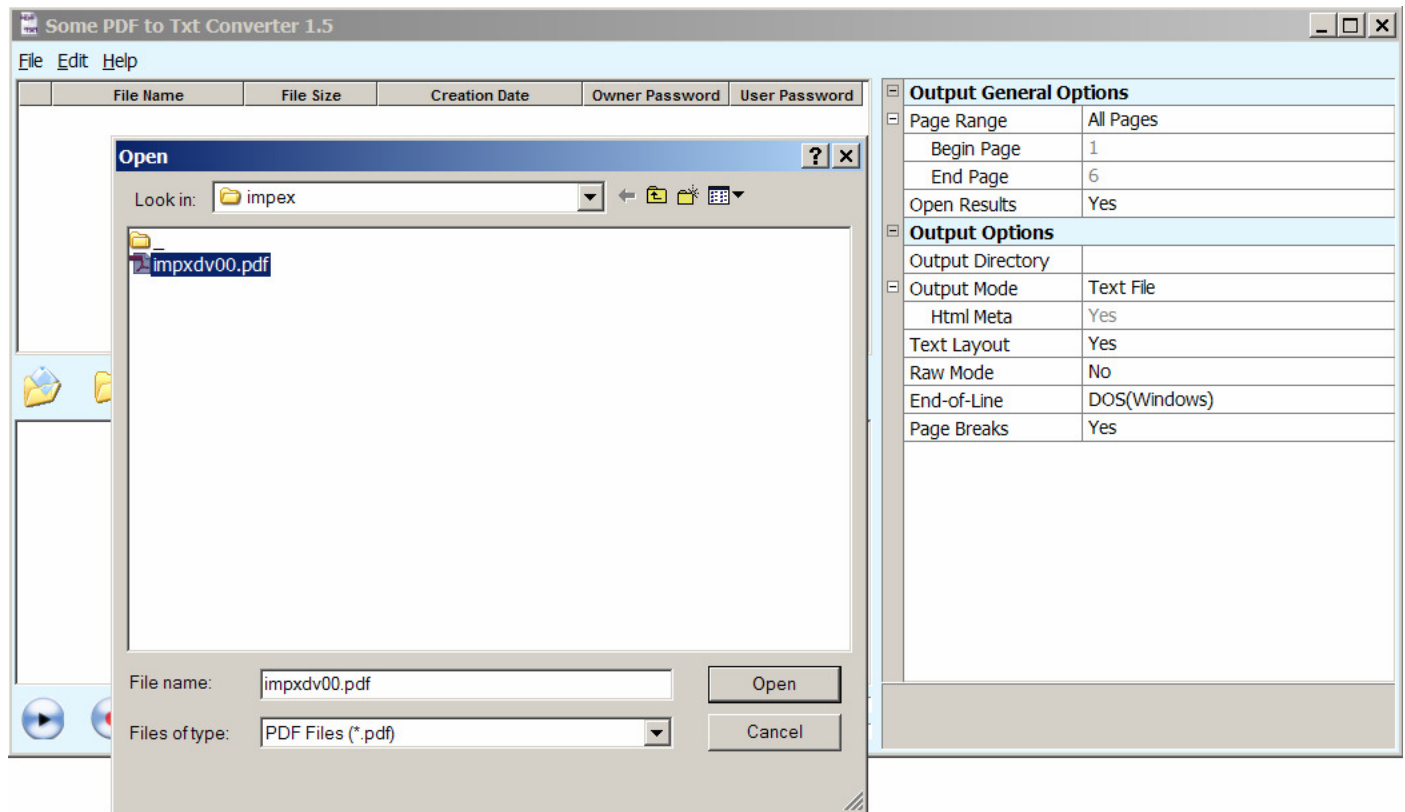 Some PDF to Txt Converter 1.5
File Edit Help
File Name File Size Creation Date Owner Password User Password
Open
Look in: impex
_
impxdv00.pdf
File name: impxdv00.pdf Open
Files of type: PDF Files (*.pdf) Cancel
Output General Options
Page Range All Pages
Begin Page 1
End Page 6
Open Results Yes
Output Options
Output Directory
Output Mode Text File
Html Meta Yes
Text Layout Yes
Raw Mode No
End-of-Line DOS(Windows)
Page Breaks Yes